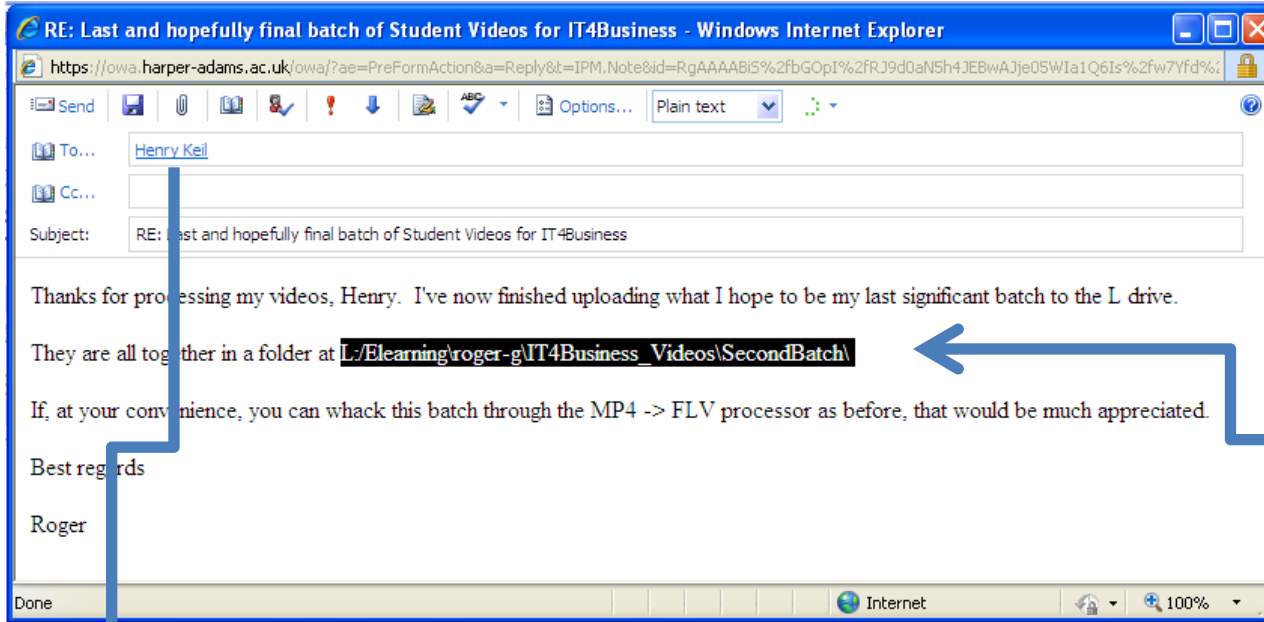 RE: Last and hopefully final batch of Student Videos for IT4Business - Windows Internet Explorer
https://owa.harper-adams.ac.uk/owa/?ae=PreFormAction&a=Reply&t=IPM.Note&id=RgAAAABiS%2fbGOpI%2fRJ9d0aN5h4JEBwAJje05WIa1Q6Is%2fw7Yfd%2
Send Options... Plain text
To... Henry Keil
Cc...
Subject: RE: Last and hopefully final batch of Student Videos for IT4Business
Thanks for processing my videos, Henry. I've now finished uploading what I hope to be my last significant batch to the L drive.
They are all together in a folder at L:/Elearning\roger-g\IT4Business_Videos\SecondBatch\
If, at your convenience, you can whack this batch through the MP4 -> FLV processor as before, that would be much appreciated.
Best regards
Roger
Done Internet 100%